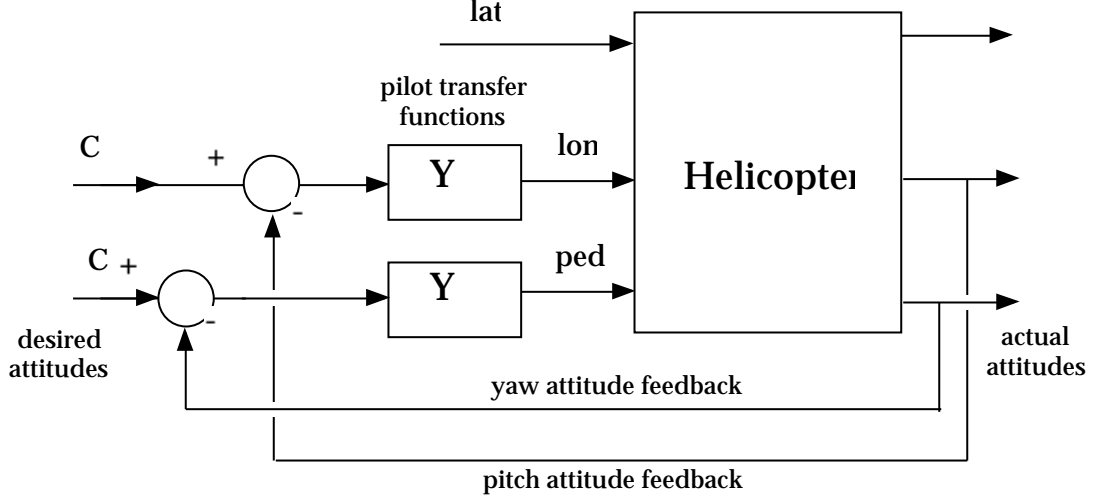 lat
pilot transfer
functions
C
+
Y
lon
Helicopter
-
C +
Y
ped
-
desired
attitudes
actual
attitudes
yaw attitude feedback
pitch attitude feedback